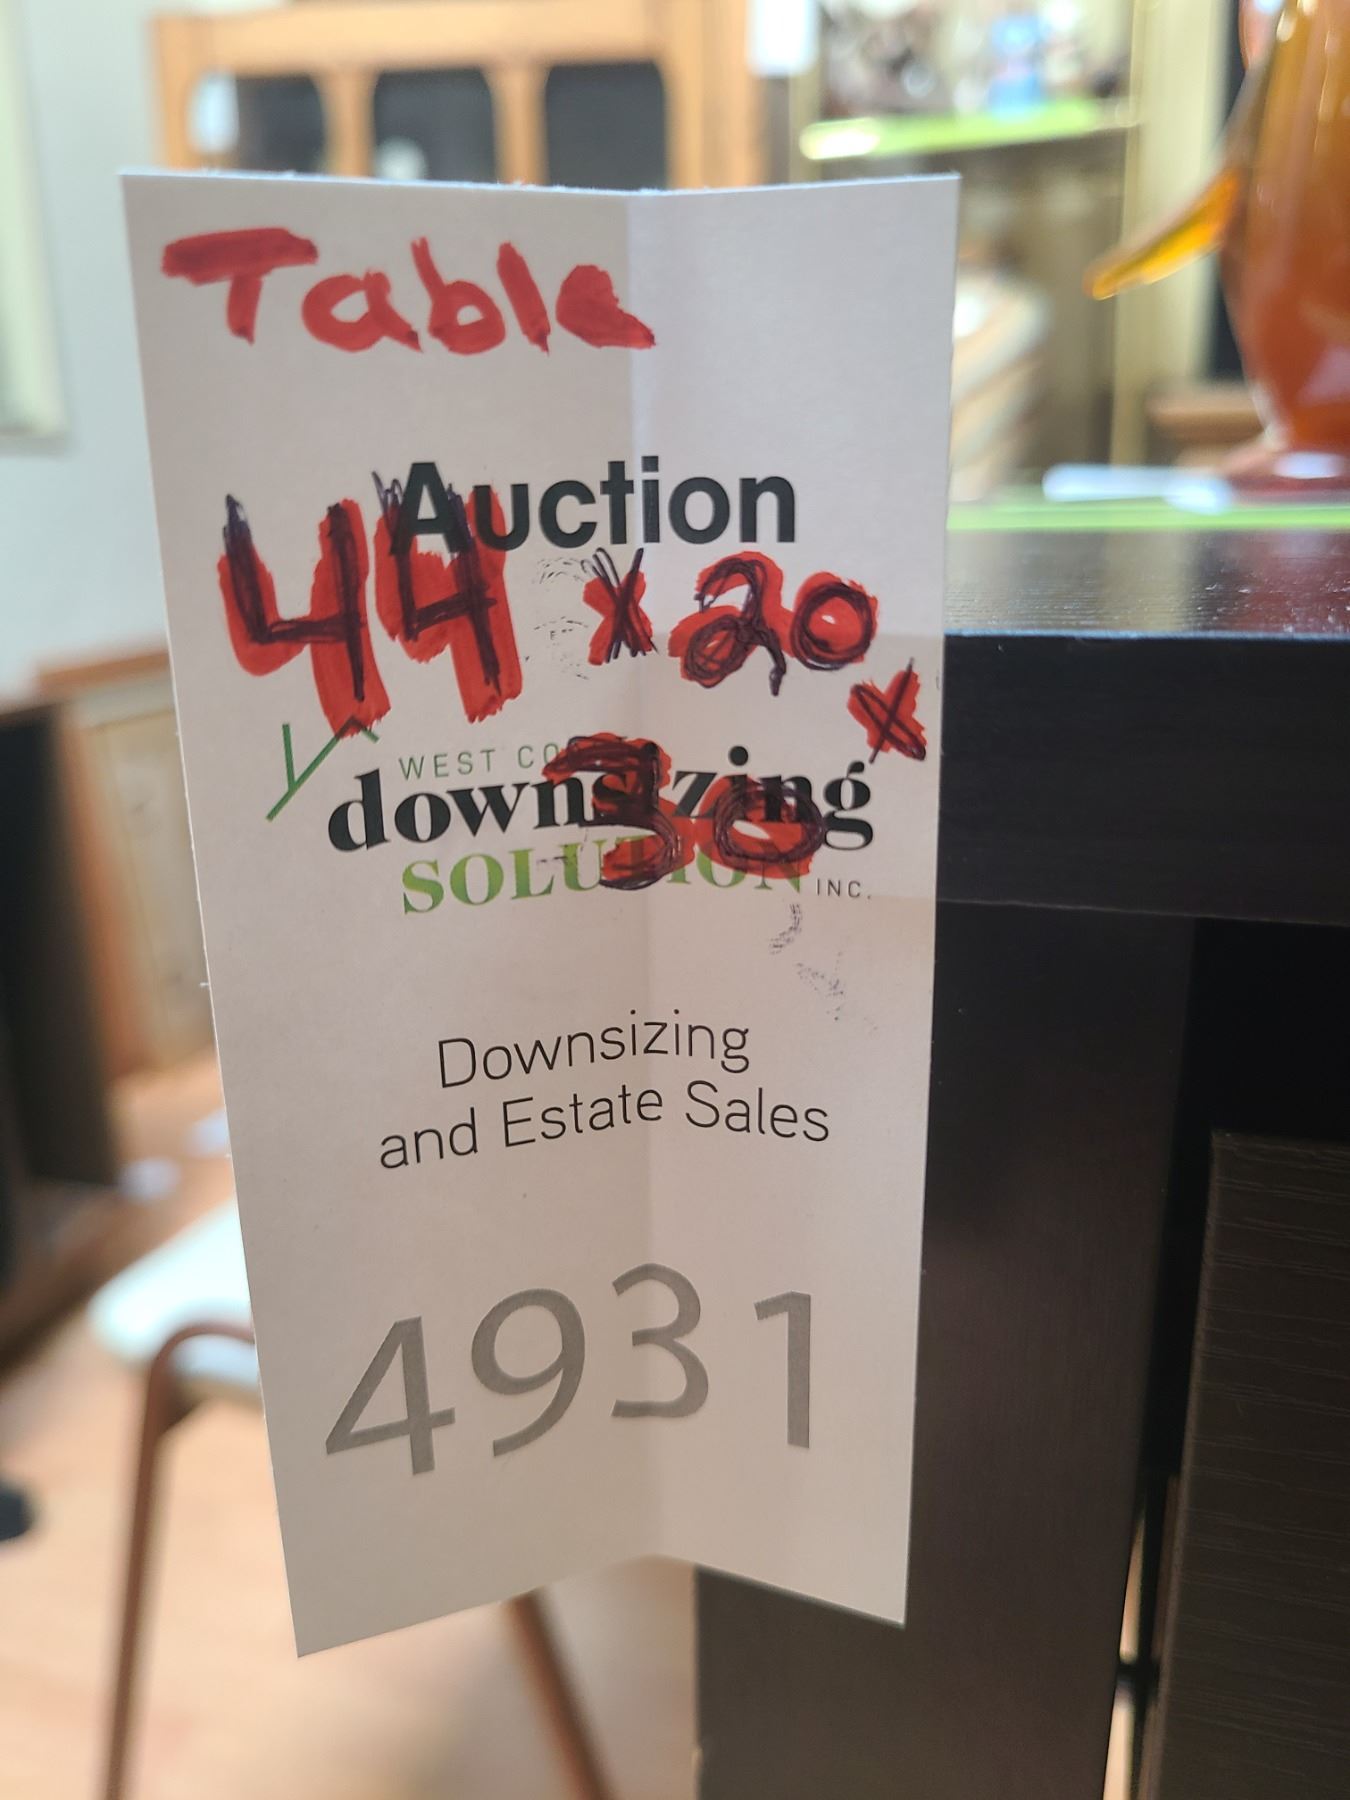 Table
Auction
44 x 20 x
WEST CO
downsizing
30
SOLUTION INC.
Downsizing
and Estate Sales
4931